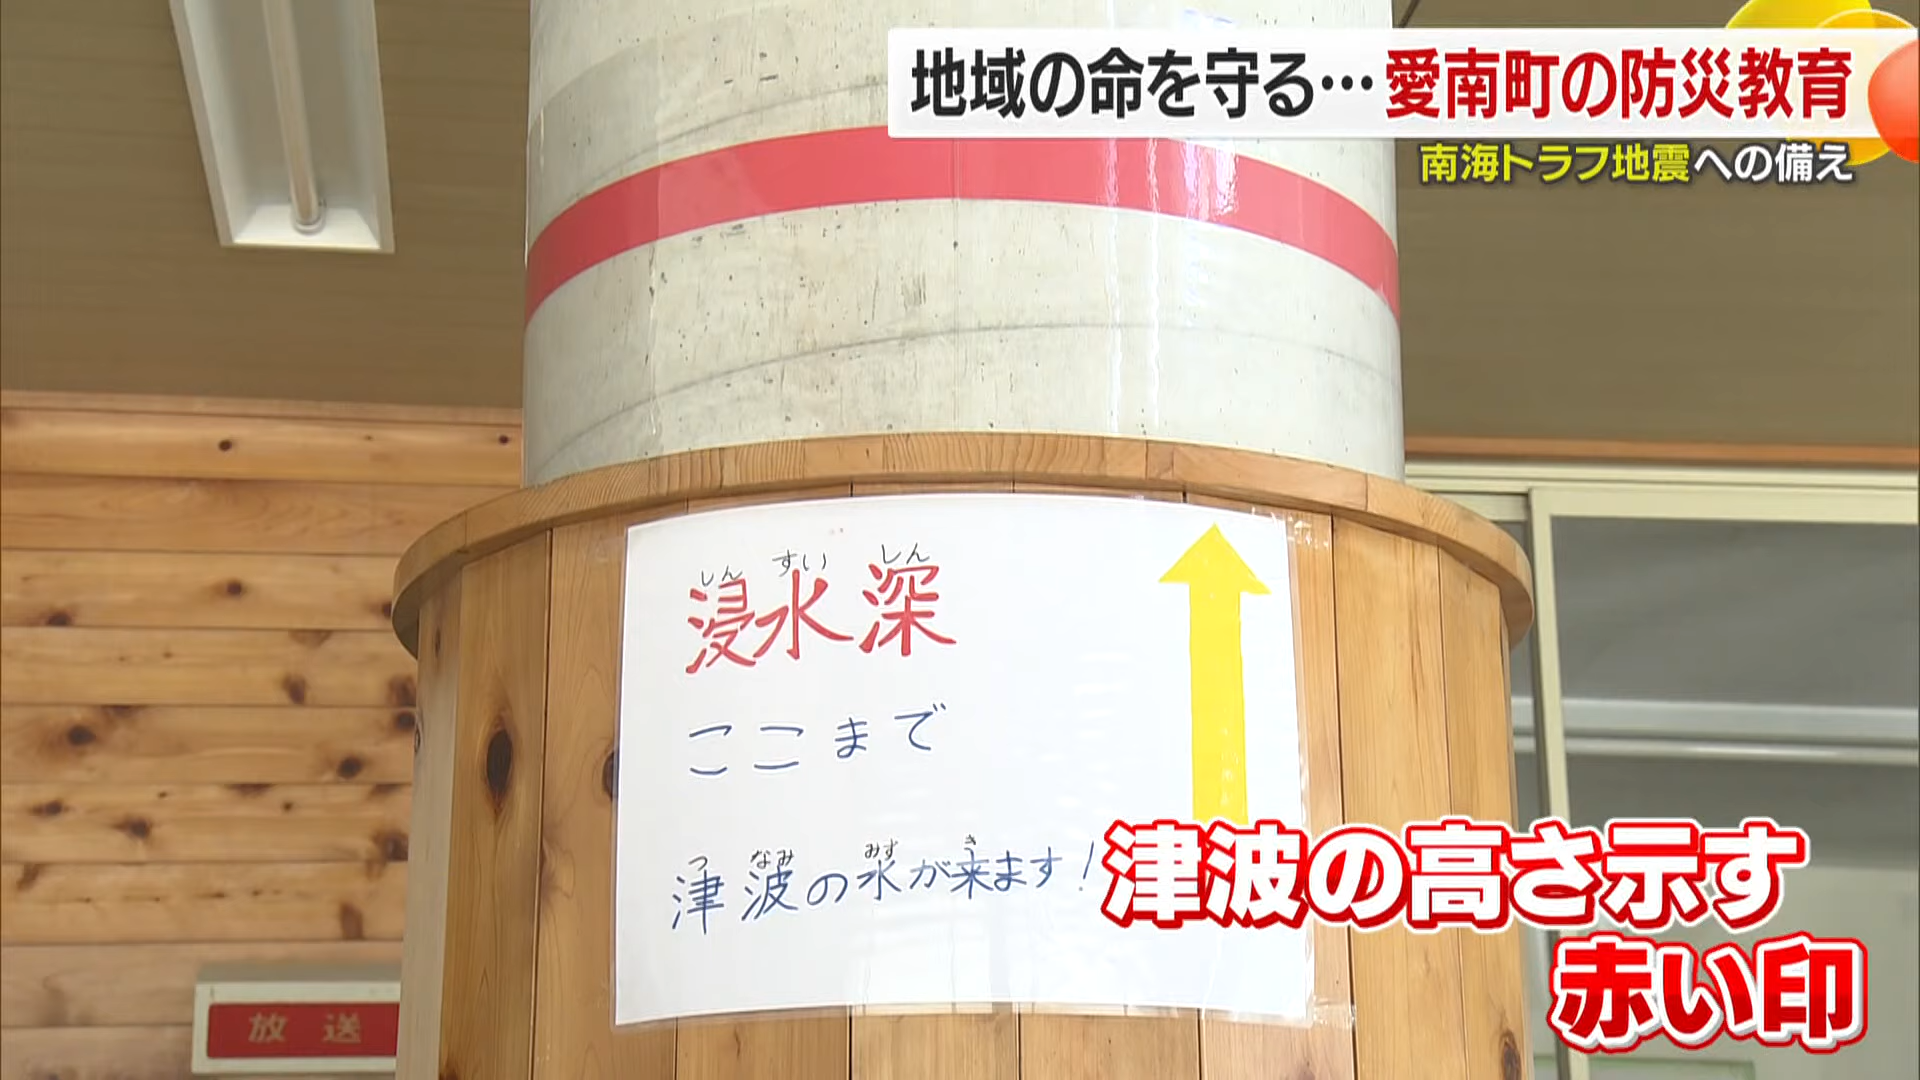 地域の命を守る…愛南町の防災教育
南海トラフ地震への備え
しん すい しん
浸水深
ここまで
つ なみ みず き
津波の水が来ます!
津波の高さ示す
赤い印
放送